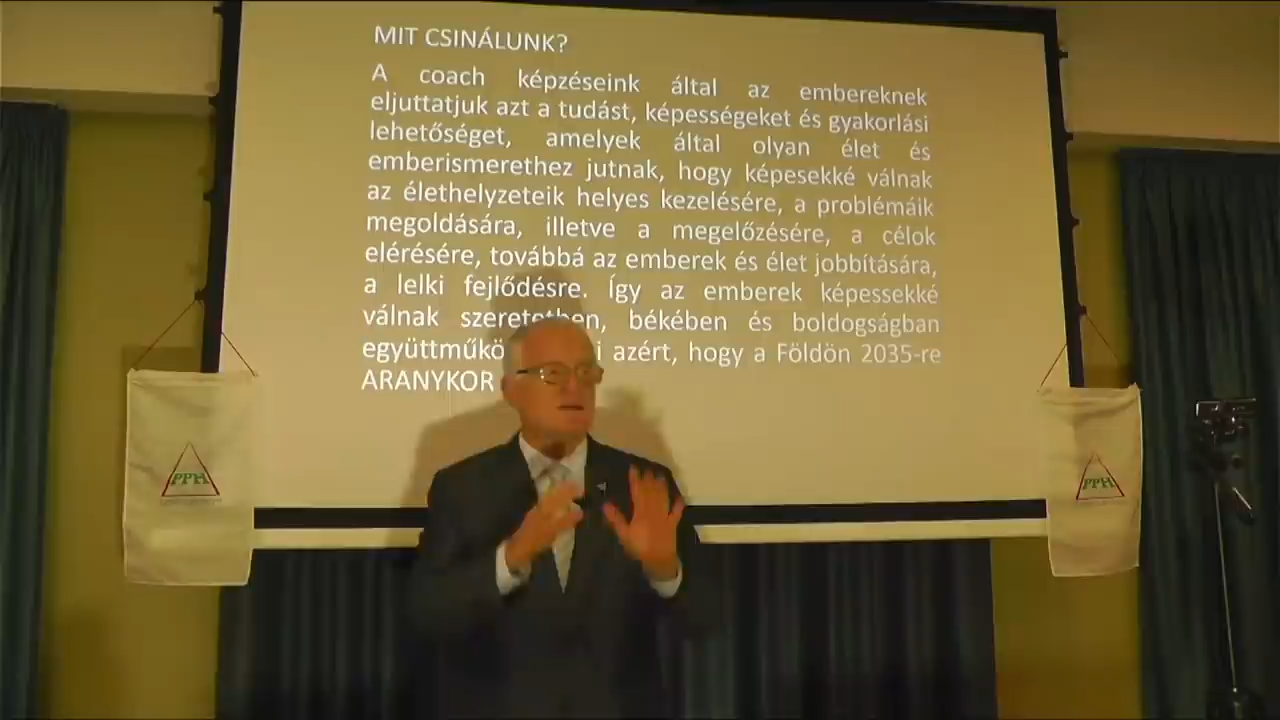 MIT CSINÁLUNK?
A coach képzéseink által az embereknek
eljuttatjuk azt a tudást, képességeket és gyakorlási
lehetőséget, amelyek által olyan élet és
emberismerethez jutnak, hogy képesekké válnak
az élethelyzeteik helyes kezelésére, a problémáik
megoldására, illetve a megelőzésére, a célok
elérésére, továbbá az emberek és élet jobbítására,
a lelki fejlődésre. Így az emberek képessekké
válnak szeretetben, békében és boldogságban
együttműkö i azért, hogy a Földön 2035-re
ARANYKOR
PPH
PPH